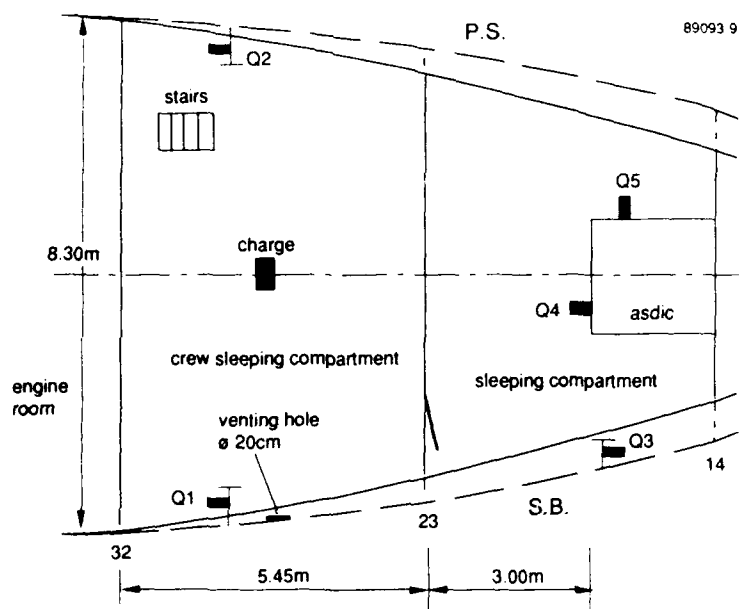 P.S.
89093 9
Q2
stairs
Q5
8.30m
charge
Q4
asdic
crew sleeping compartment
sleeping compartment
engine
room
venting hole
ø 20cm
Q3
14
Q1
23
S.B.
32
5.45m
3.00m